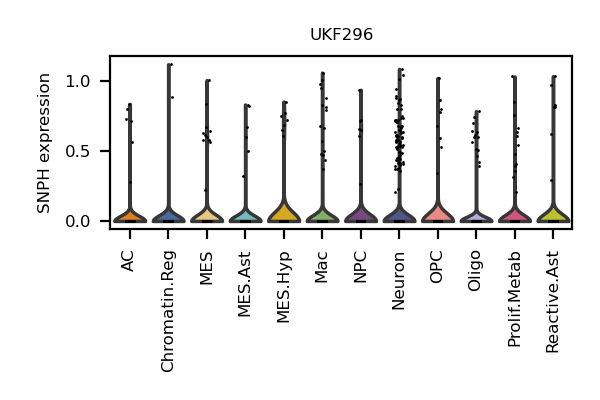 UKF296
SNPH expression
1.0
0.5
0.0
AC
Chromatin.Reg
MES
MES.Ast
MES.Hyp
Mac
NPC
Neuron
OPC
Oligo
Prolif.Metab
Reactive.Ast